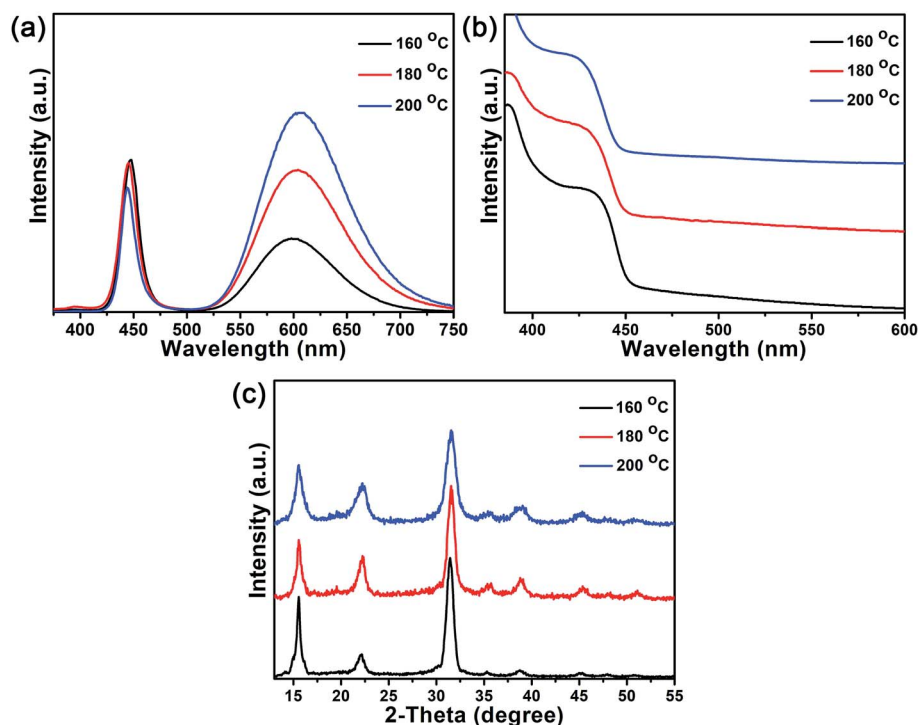 (a)
160 °C
180 °C
200 °C
Intensity (a.u.)
400 450 500 550 600 650 700 750
Wavelength (nm)
(b)
160 °C
180 °C
200 °C
Intensity (a.u.)
400 450 500 550 600
Wavelength (nm)
(c)
160 °C
180 °C
200 °C
Intensity (a.u.)
15 20 25 30 35 40 45 50 55
2-Theta (degree)